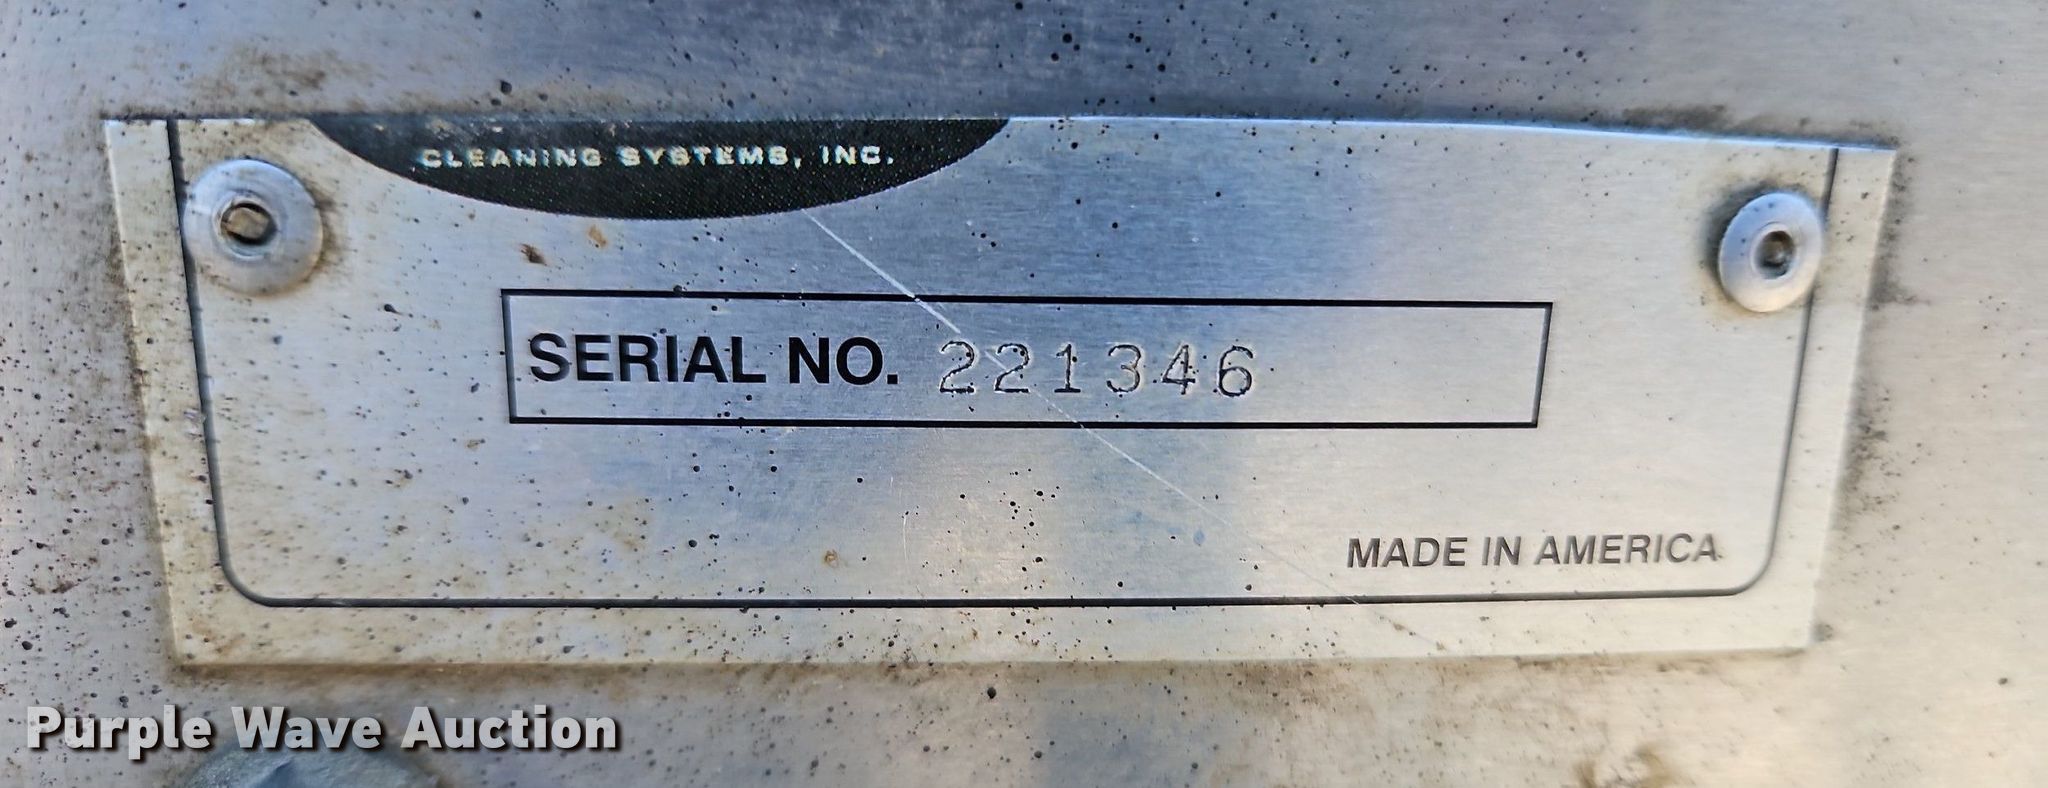 CLEANING SYSTEMS, INC.
SERIAL NO. 221346
MADE IN AMERICA
Purple Wave Auction